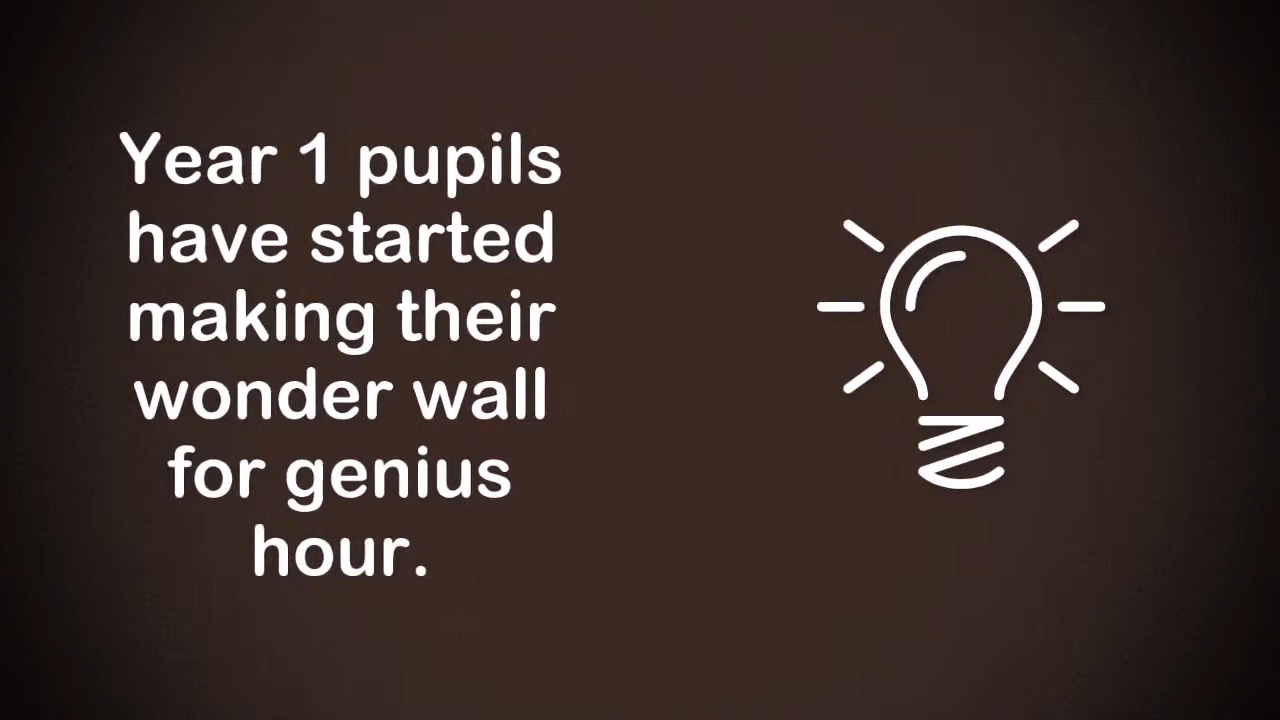 Year 1 pupils
have started
making their
wonder wall
for genius
hour.